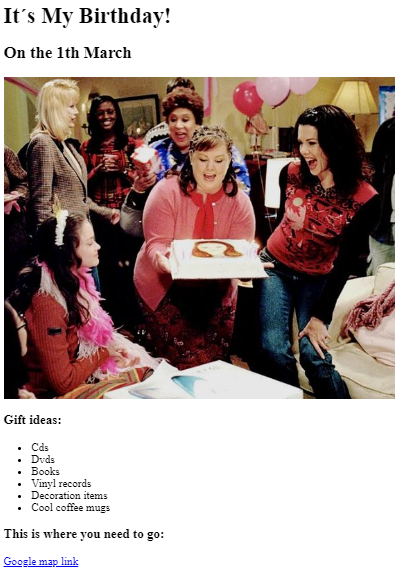 It´s My Birthday!
On the 1th March
Gift ideas:
Cds
Dvds
Books
Vinyl records
Decoration items
Cool coffee mugs
This is where you need to go:
Google map link